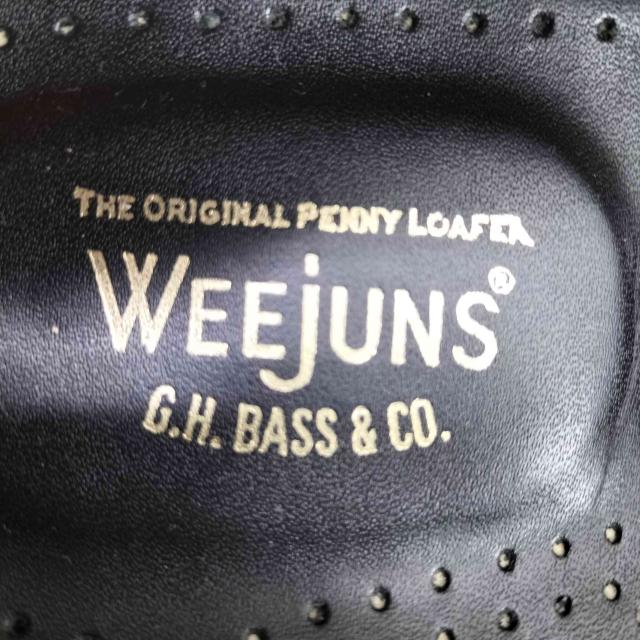 THE ORIGINAL PENNY LOAFER
WEEjUNS®
G.H. BASS & CO.